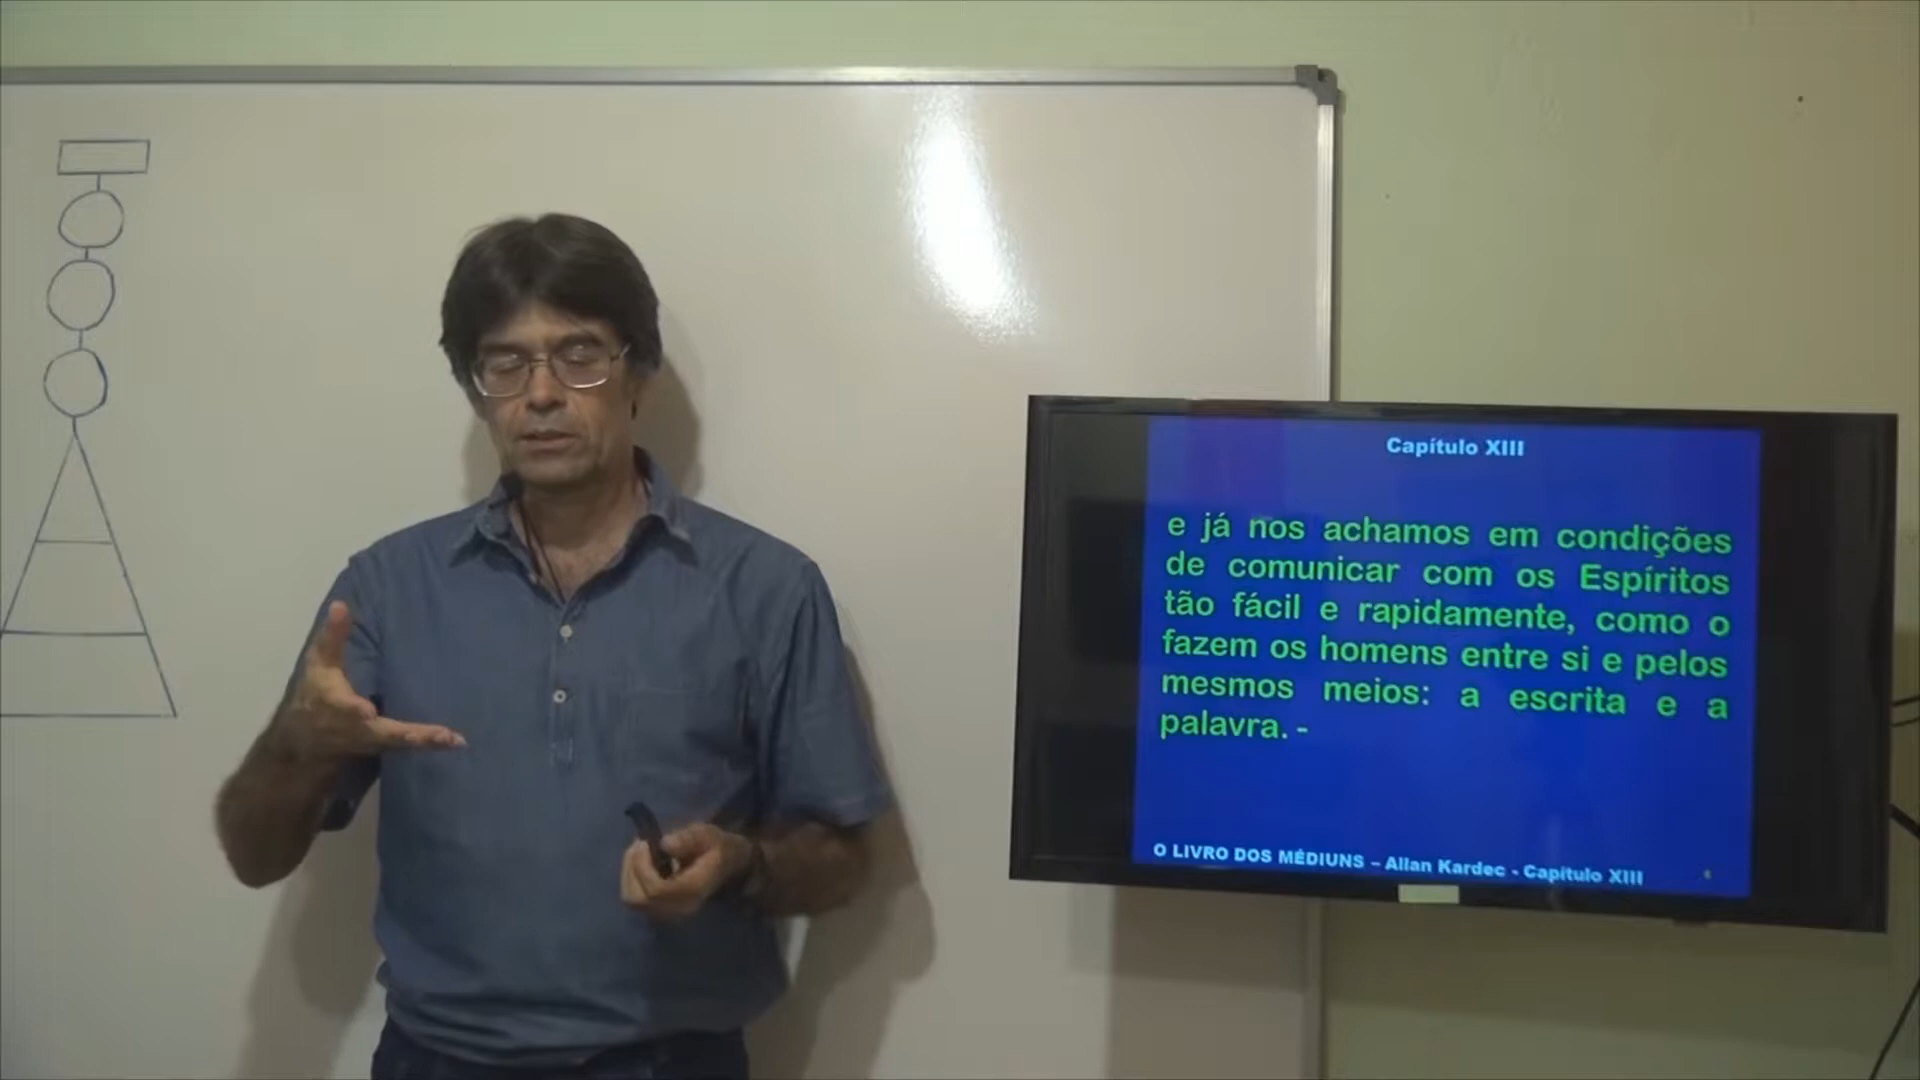 Capítulo XIII
e já nos achamos em condições
de comunicar com os Espíritos
tão fácil e rapidamente, como o
fazem os homens entre si e pelos
mesmos meios: a escrita e a
palavra. -
O LIVRO DOS MÉDIUNS – Allan Kardec - Capítulo XIII